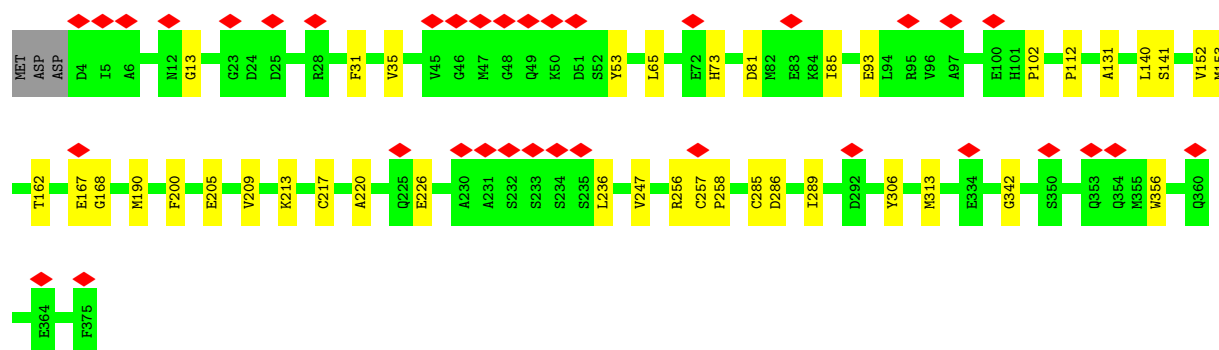 MET ASP ASP D4 I5 A6 N12 G13 G23 D24 D25 R28 F31 V35 V45 G46 M47 G48 Q49 K50 D51 S52 Y53 L65 E72 H73 D81 M82 E83 K84 I85 E93 L94 R95 V96 A97 E100 H101 P102 P112 A131 L140 S141 V152 M153
T162 E167 G168 M190 F200 E205 V209 K213 C217 A220 Q225 E226 A230 A231 S232 S233 S234 S235 L236 V247 R256 C257 P258 C285 D286 I289 D292 Y306 M313 E334 G342 S350 Q353 Q354 M355 W356 Q360
E364 F375